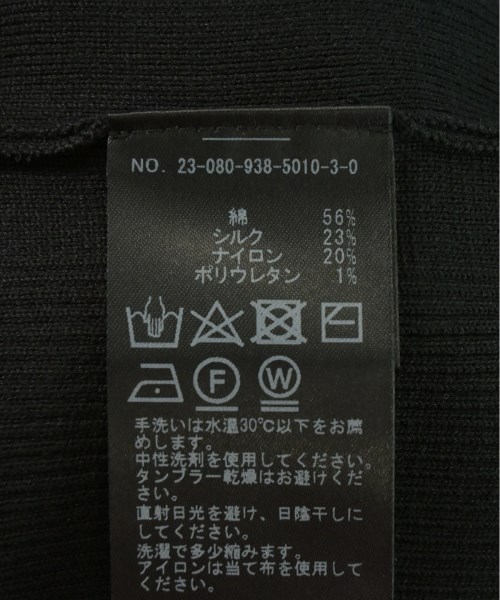 NO. 23-080-938-5010-3-0
綿 56%
シルク 23%
ナイロン 20%
ポリウレタン 1%
F W
手洗いは水温30℃以下をお薦
めします。
中性洗剤を使用してください。
タンブラー乾燥はお避けくだ
さい。
直射日光を避け、日陰干しに
してください。
洗濯で多少縮みます。
アイロンは当て布を使用して
ください。